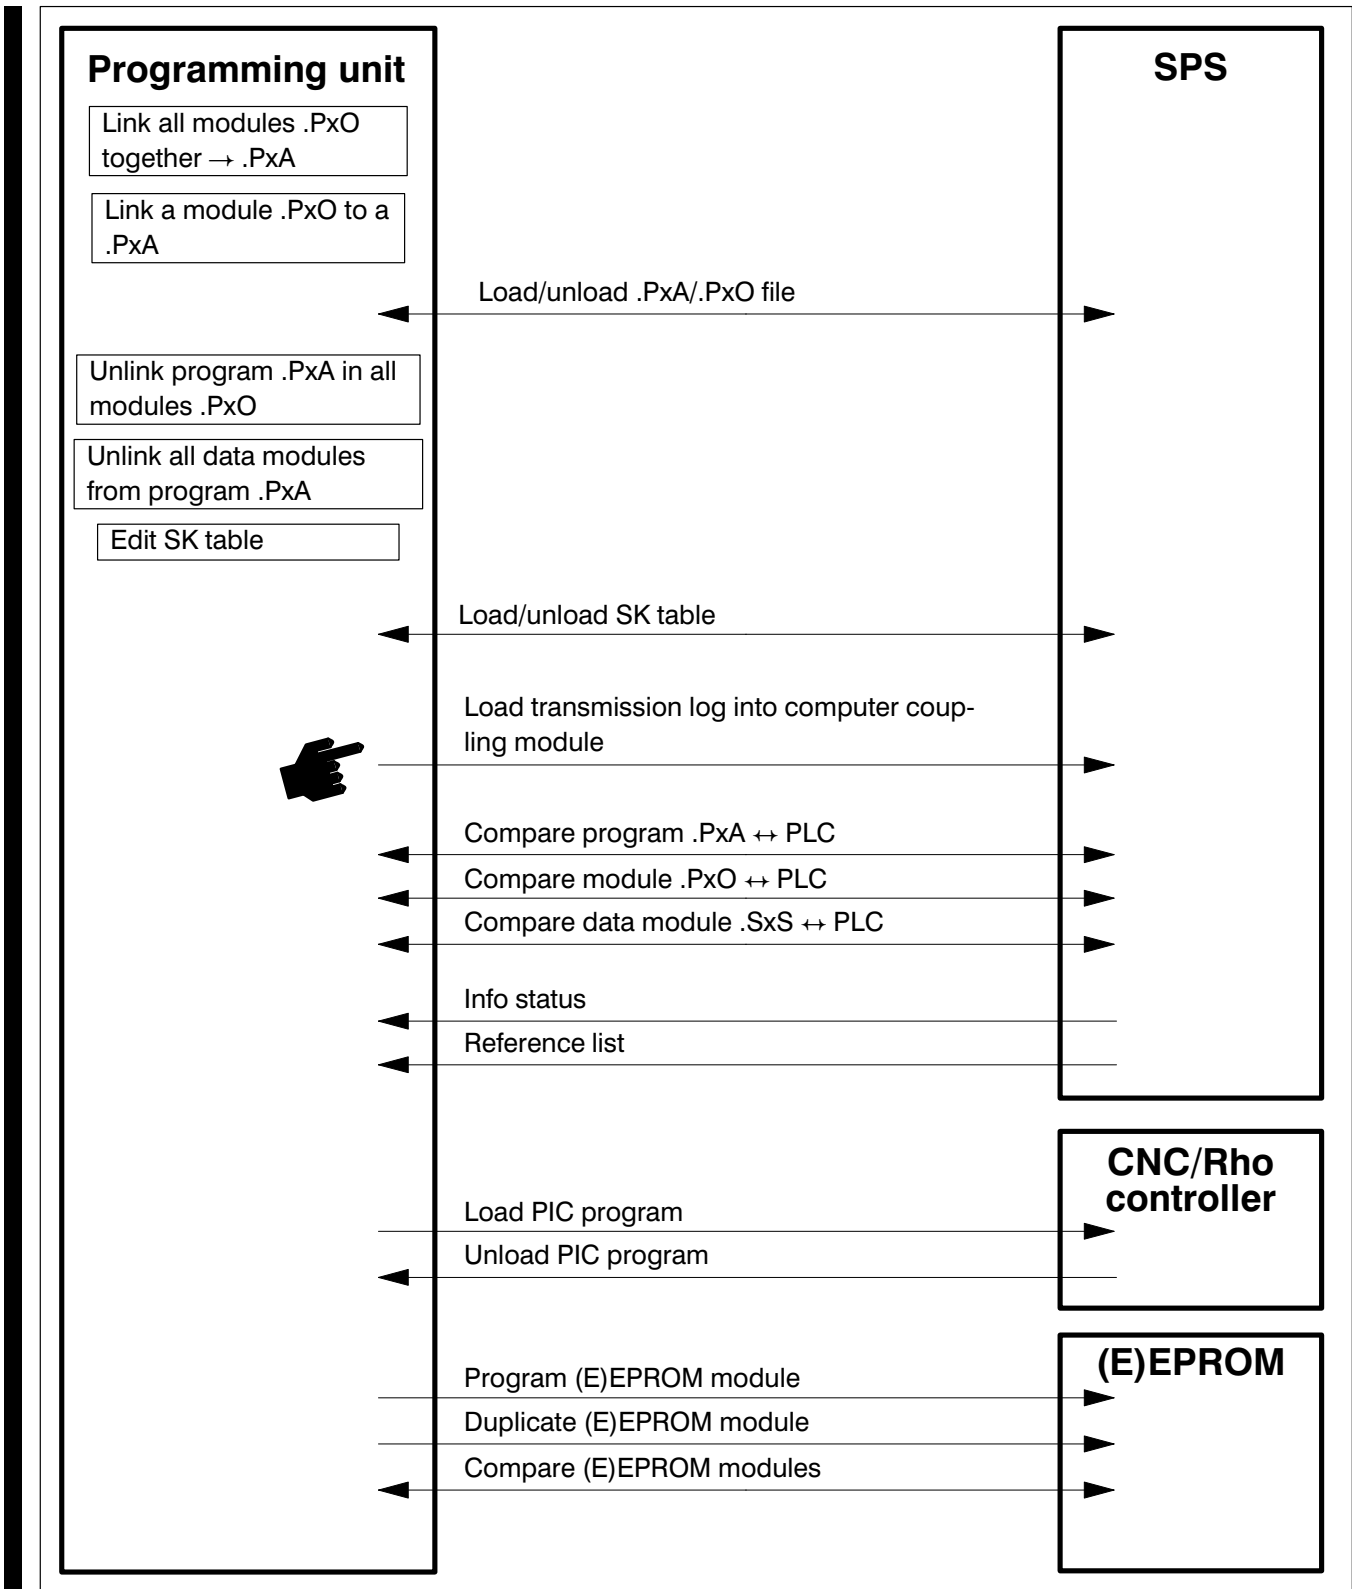 Programming unit
SPS
Link all modules .PxO
together → .PxA
Link a module .PxO to a
.PxA
Load/unload .PxA/.PxO file
Unlink program .PxA in all
modules .PxO
Unlink all data modules
from program .PxA
Edit SK table
Load/unload SK table
Load transmission log into computer coup-
ling module
Compare program .PxA ↔ PLC
Compare module .PxO ↔ PLC
Compare data module .SxS ↔ PLC
Info status
Reference list
CNC/Rho
controller
Load PIC program
Unload PIC program
(E)EPROM
Program (E)EPROM module
Duplicate (E)EPROM module
Compare (E)EPROM modules